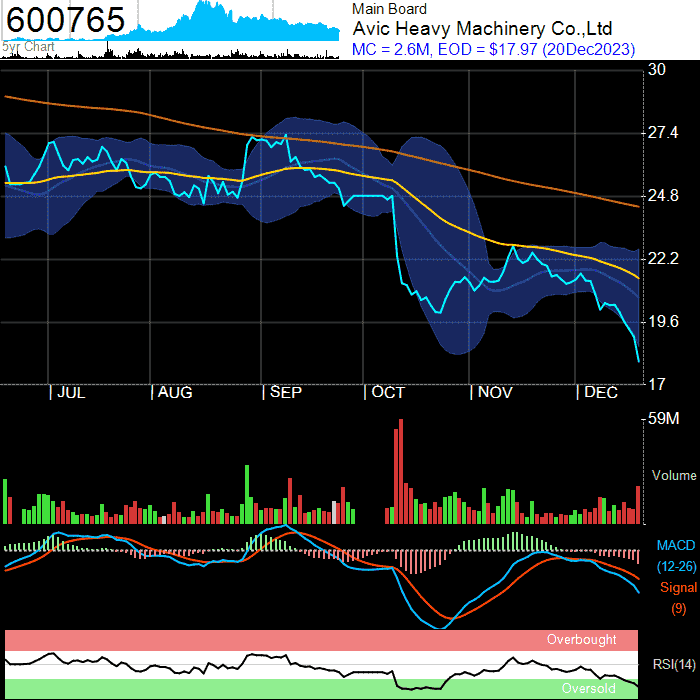 600765
5yr Chart
Main Board
Avic Heavy Machinery Co.,Ltd
MC = 2.6M, EOD = $17.97 (20Dec2023)
30
27.4
24.8
22.2
19.6
17
| JUL | AUG | SEP | OCT | NOV | DEC
59M
Volume
MACD
(12-26)
Signal
(9)
Overbought
RSI(14)
Oversold